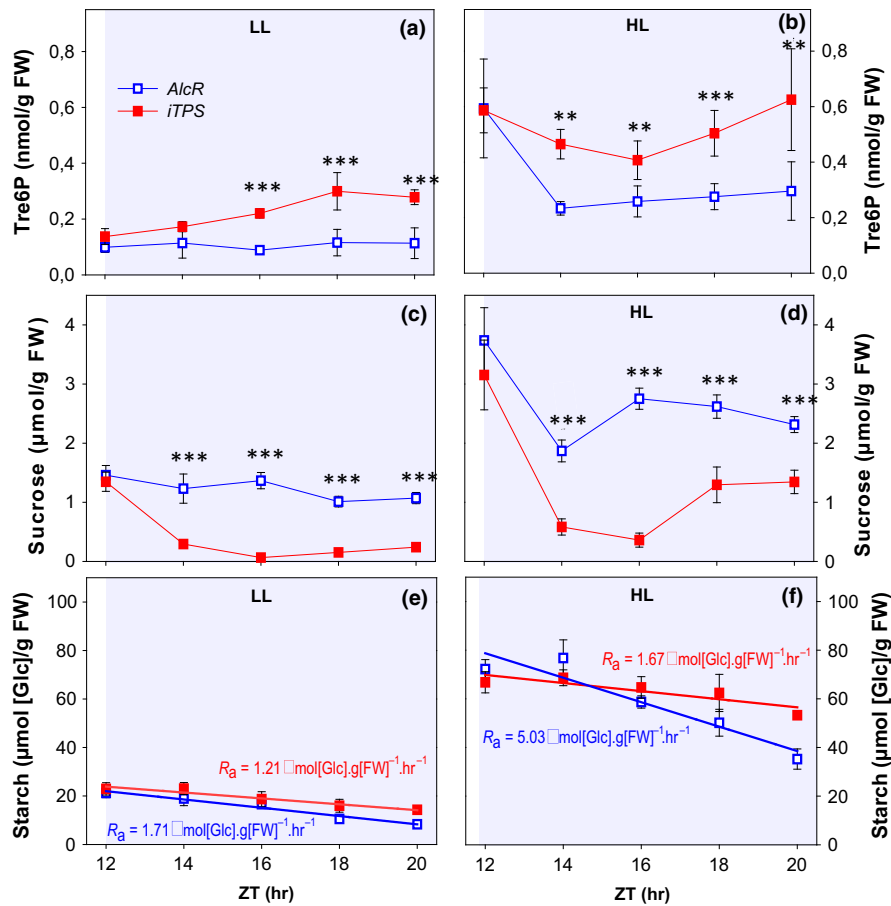 LL
(a)
HL
(b)
AlcR
iTPS
Tre6P (nmol/g FW)
0,8
0,6
0,4
0,2
0,0
***
***
***
**
**
***
**
0,8
0,6
0,4
0,2
0,0
Tre6P (nmol/g FW)
(c)
HL
(d)
Sucrose (µmol/g FW)
4
3
2
1
0
***
***
***
***
***
***
***
***
4
3
2
1
0
Sucrose (µmol/g FW)
LL
(e)
HL
(f)
Starch (µmol [Glc]/g FW)
100
80
60
40
20
0
Ra = 1.21 □mol[Glc].g[FW]⁻¹.hr⁻¹
Ra = 1.71 □mol[Glc].g[FW]⁻¹.hr⁻¹
Ra = 1.67 □mol[Glc].g[FW]⁻¹.hr⁻¹
Ra = 5.03 □mol[Glc].g[FW]⁻¹.hr⁻¹
100
80
60
40
20
0
Starch (µmol [Glc]/g FW)
12 14 16 18 20
12 14 16 18 20
ZT (hr)
ZT (hr)